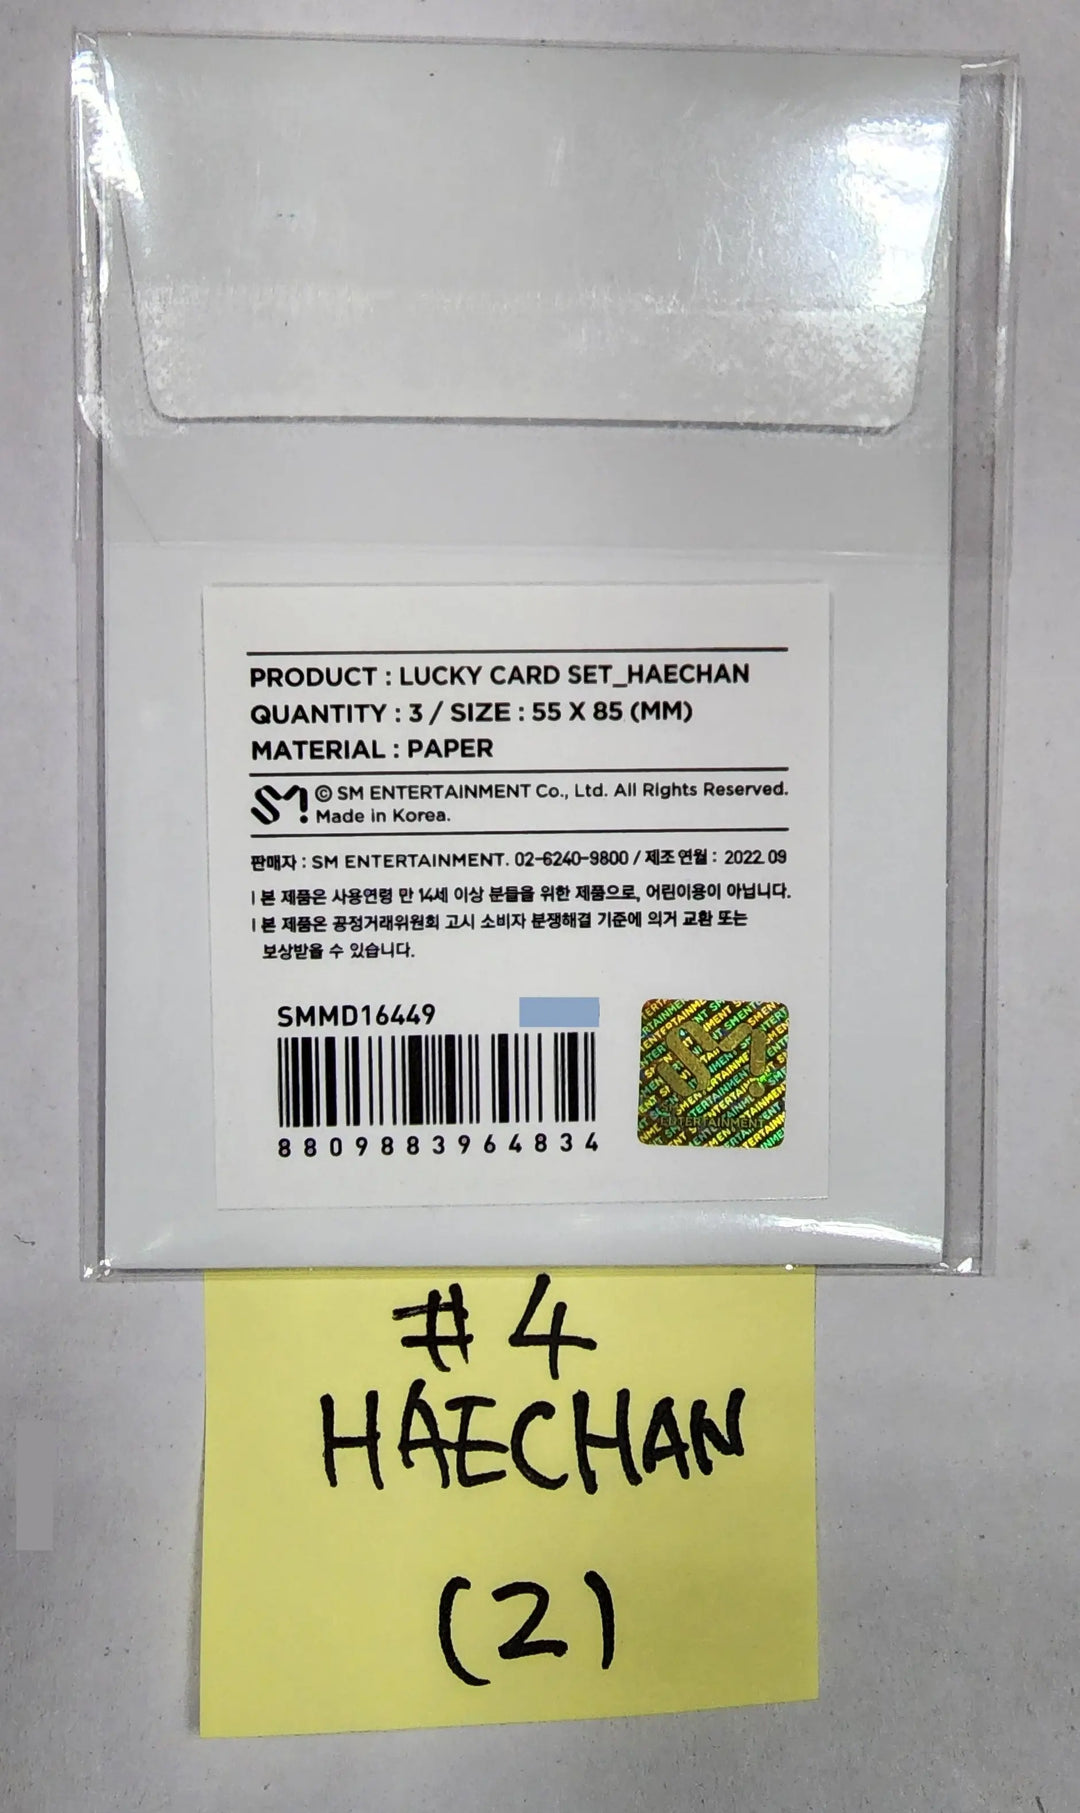 PRODUCT : LUCKY CARD SET_HAECHAN
QUANTITY : 3 / SIZE : 55 X 85 (MM)
MATERIAL : PAPER
SM! © SM ENTERTAINMENT Co., Ltd. All Rights Reserved.
Made in Korea.
판매자 : SM ENTERTAINMENT. 02-6240-9800 / 제조연월 : 2022.09
| 본 제품은 사용연령 만 14세 이상 분들을 위한 제품으로, 어린이용이 아닙니다.
| 본 제품은 공정거래위원회 고시 소비자 분쟁해결 기준에 의거 교환 또는
보상받을 수 있습니다.
SMMD16449
8809883964834
ENTERTAINMENT
#4
HAECHAN
(2)